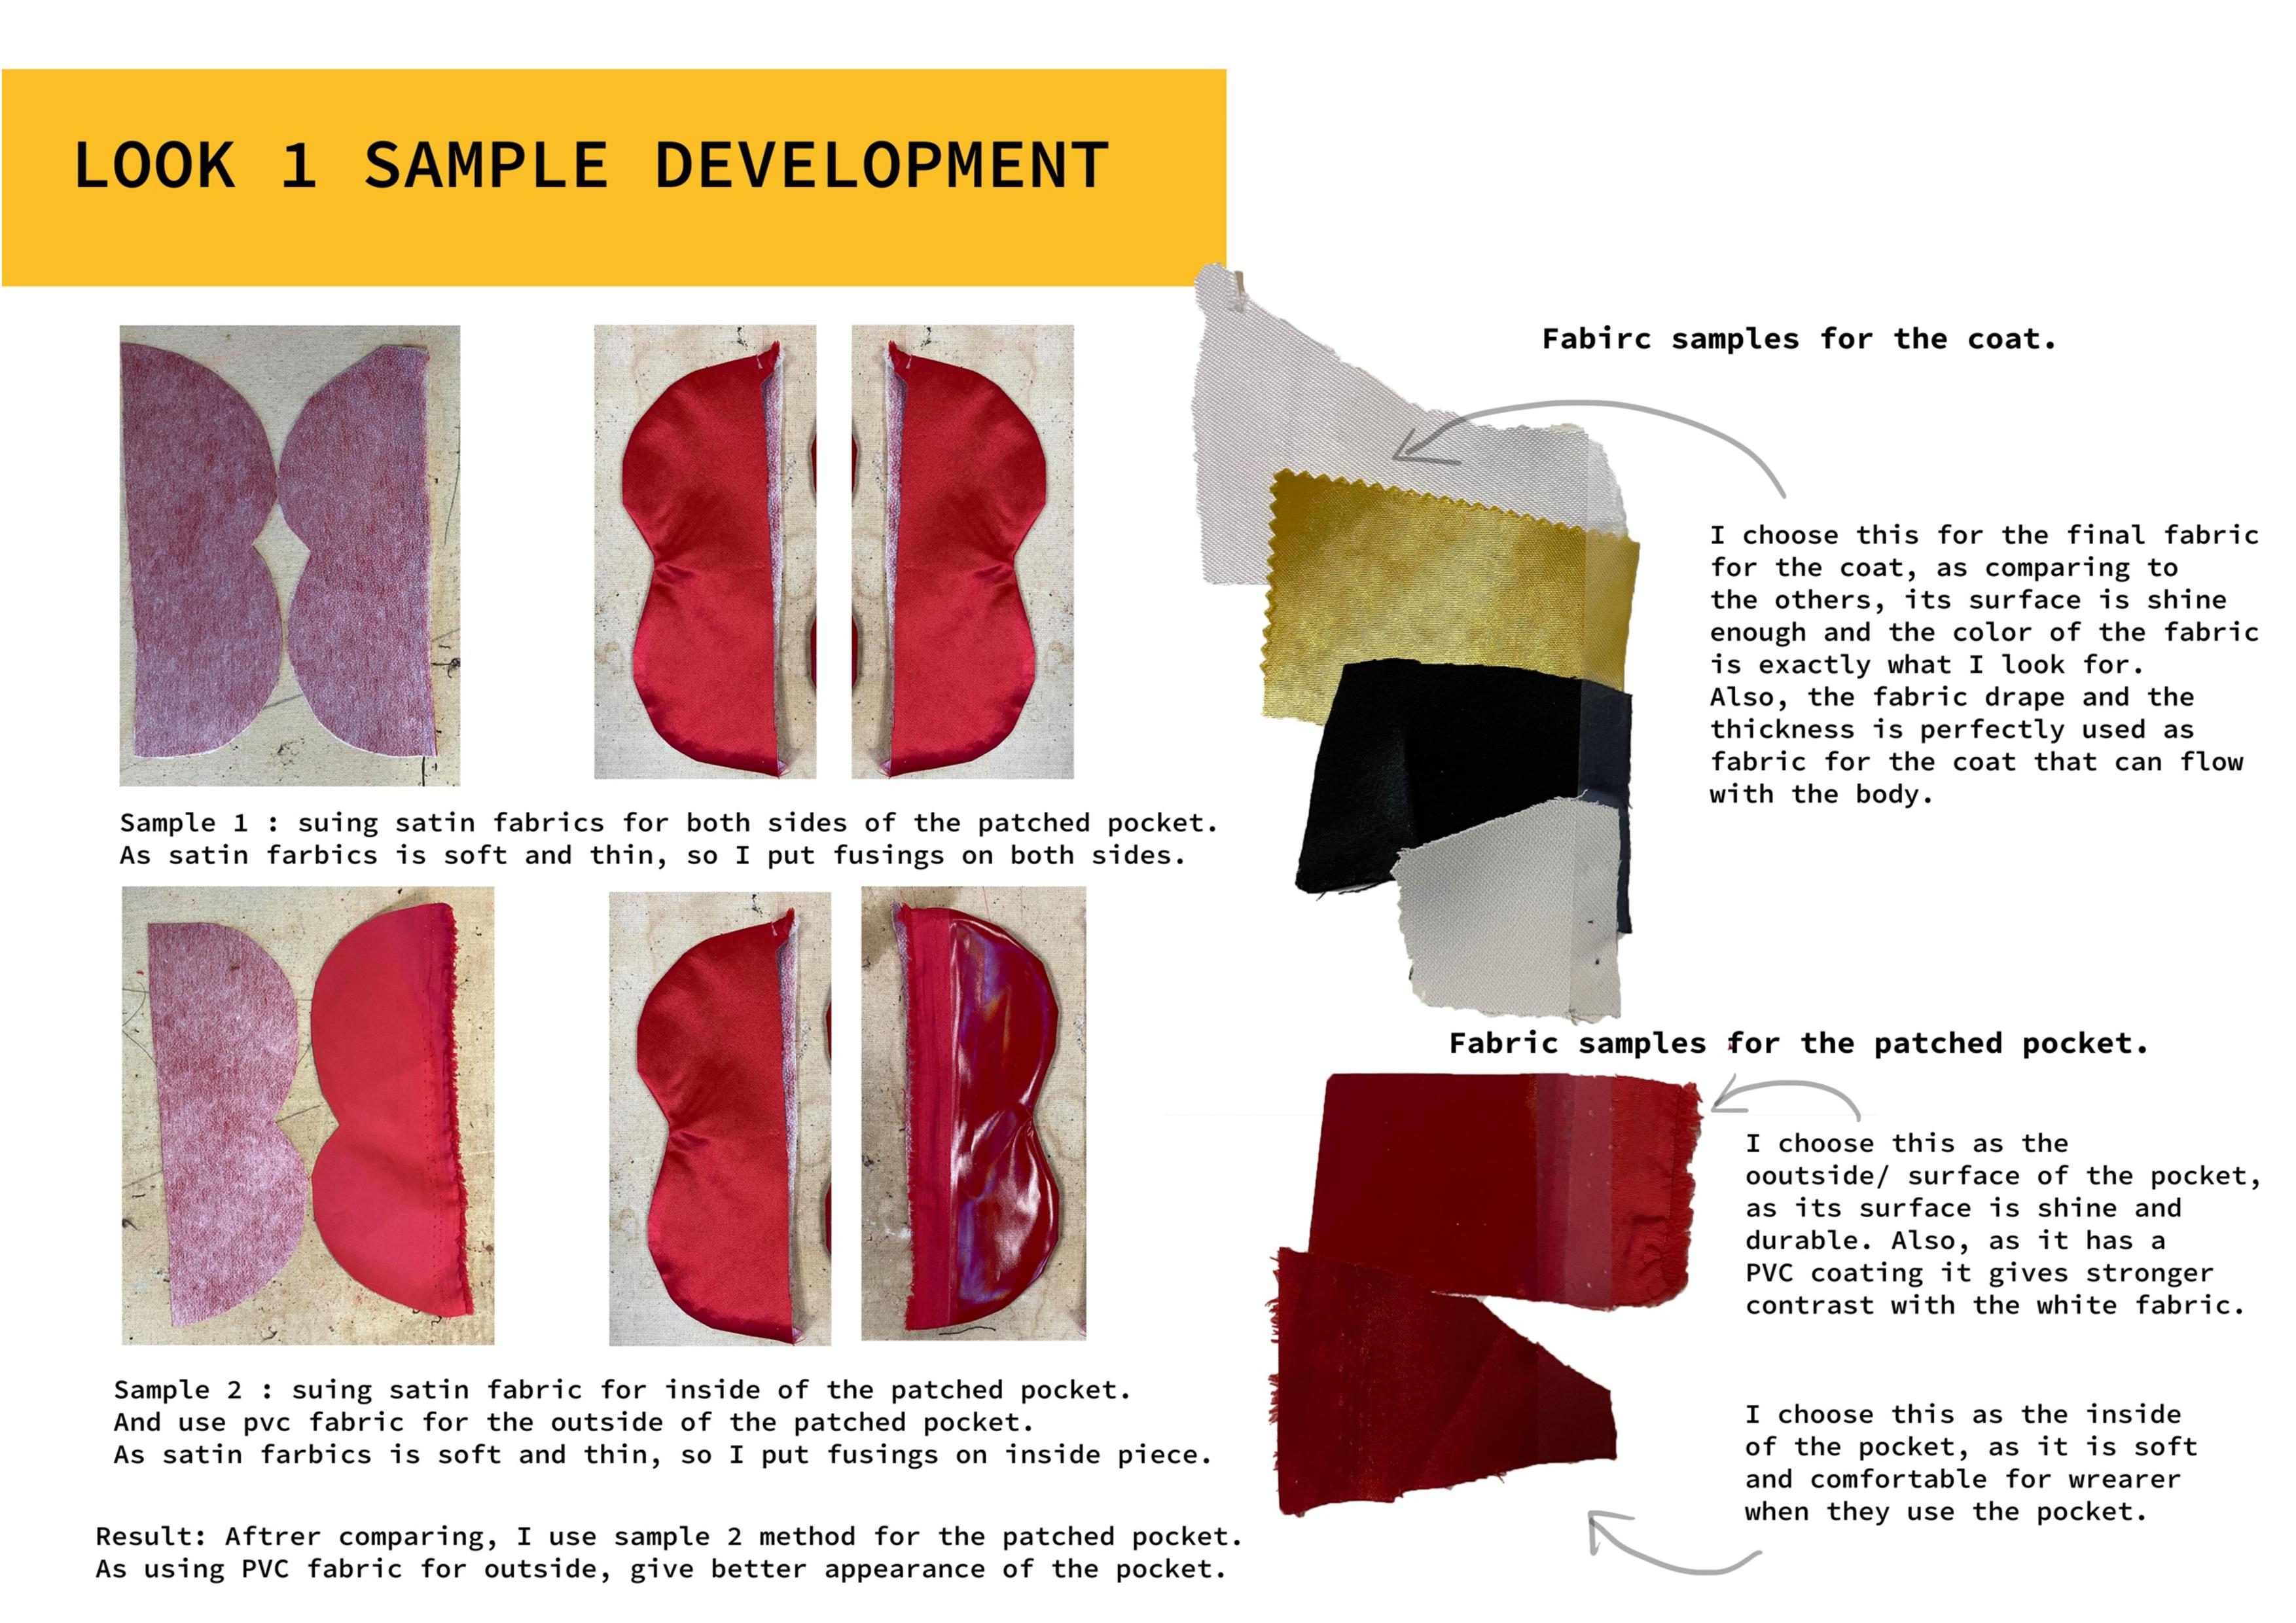 LOOK 1 SAMPLE DEVELOPMENT
Sample 1 : suing satin fabrics for both sides of the patched pocket.
As satin farbics is soft and thin, so I put fusings on both sides.
Sample 2 : suing satin fabric for inside of the patched pocket.
And use pvc fabric for the outside of the patched pocket.
As satin farbics is soft and thin, so I put fusings on inside piece.
Result: Aftrer comparing, I use sample 2 method for the patched pocket.
As using PVC fabric for outside, give better appearance of the pocket.
Fabirc samples for the coat.
I choose this for the final fabric
for the coat, as comparing to
the others, its surface is shine
enough and the color of the fabric
is exactly what I look for.
Also, the fabric drape and the
thickness is perfectly used as
fabric for the coat that can flow
with the body.
Fabric samples for the patched pocket.
I choose this as the
ooutside/ surface of the pocket,
as its surface is shine and
durable. Also, as it has a
PVC coating it gives stronger
contrast with the white fabric.
I choose this as the inside
of the pocket, as it is soft
and comfortable for wrearer
when they use the pocket.